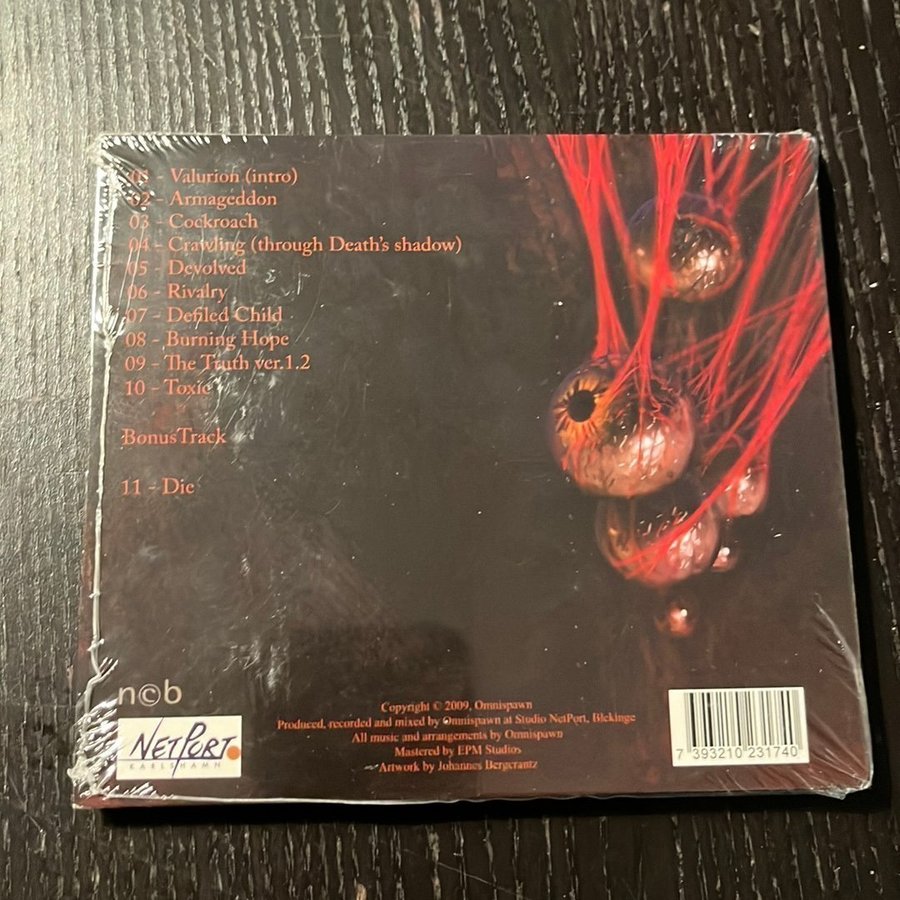 01 - Valurion (intro)
02 - Armageddon
03 - Cockroach
04 - Crawling (through Death's shadow)
05 - Devolved
06 - Rivalry
07 - Defiled Child
08 - Burning Hope
09 - The Truth ver.1.2
10 - Toxic
BonusTrack
11 - Die
n©b
NETPORT.
KARLSHAMN
Copyright © 2009, Omnispawn
Produced, recorded and mixed by Omnispawn at Studio NetPort, Blekinge
All music and arrangements by Omnispawn
Mastered by EPM Studios
Artwork by Johannes Bergcrantz
7 393210 231740